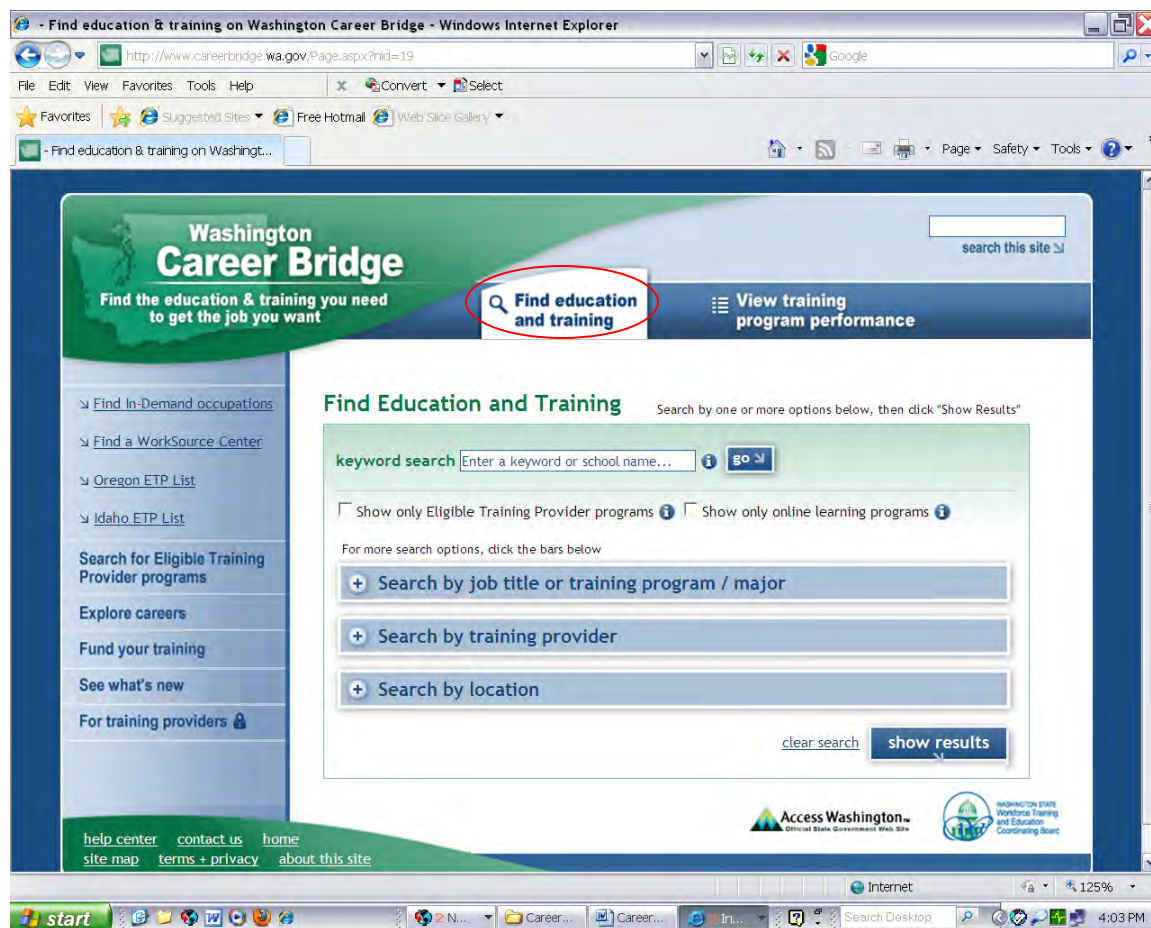 - Find education & training on Washington Career Bridge - Windows Internet Explorer
http://www.careerbridge.wa.gov/Page.aspx?nid=19
Google
File Edit View Favorites Tools Help
Convert Select
Favorites Suggested Sites Free Hotmail Web Slice Gallery
- Find education & training on Washingt...
Page Safety Tools
Washington
Career Bridge
Find the education & training you need
to get the job you want
search this site
Find education
and training
View training
program performance
Find In-Demand occupations
Find a WorkSource Center
Oregon ETP List
Idaho ETP List
Search for Eligible Training
Provider programs
Explore careers
Fund your training
See what's new
For training providers
Find Education and Training
Search by one or more options below, then click "Show Results"
keyword search Enter a keyword or school name... go
Show only Eligible Training Provider programs Show only online learning programs
For more search options, click the bars below
+ Search by job title or training program / major
+ Search by training provider
+ Search by location
clear search show results
Access Washington
Official State Government Web Site
WASHINGTON STATE
Workforce Training
and Education
Coordinating Board
help center contact us home
site map terms + privacy about this site
Internet 125%
start 2 N... Career... Career... 2 In... Search Desktop 4:03 PM